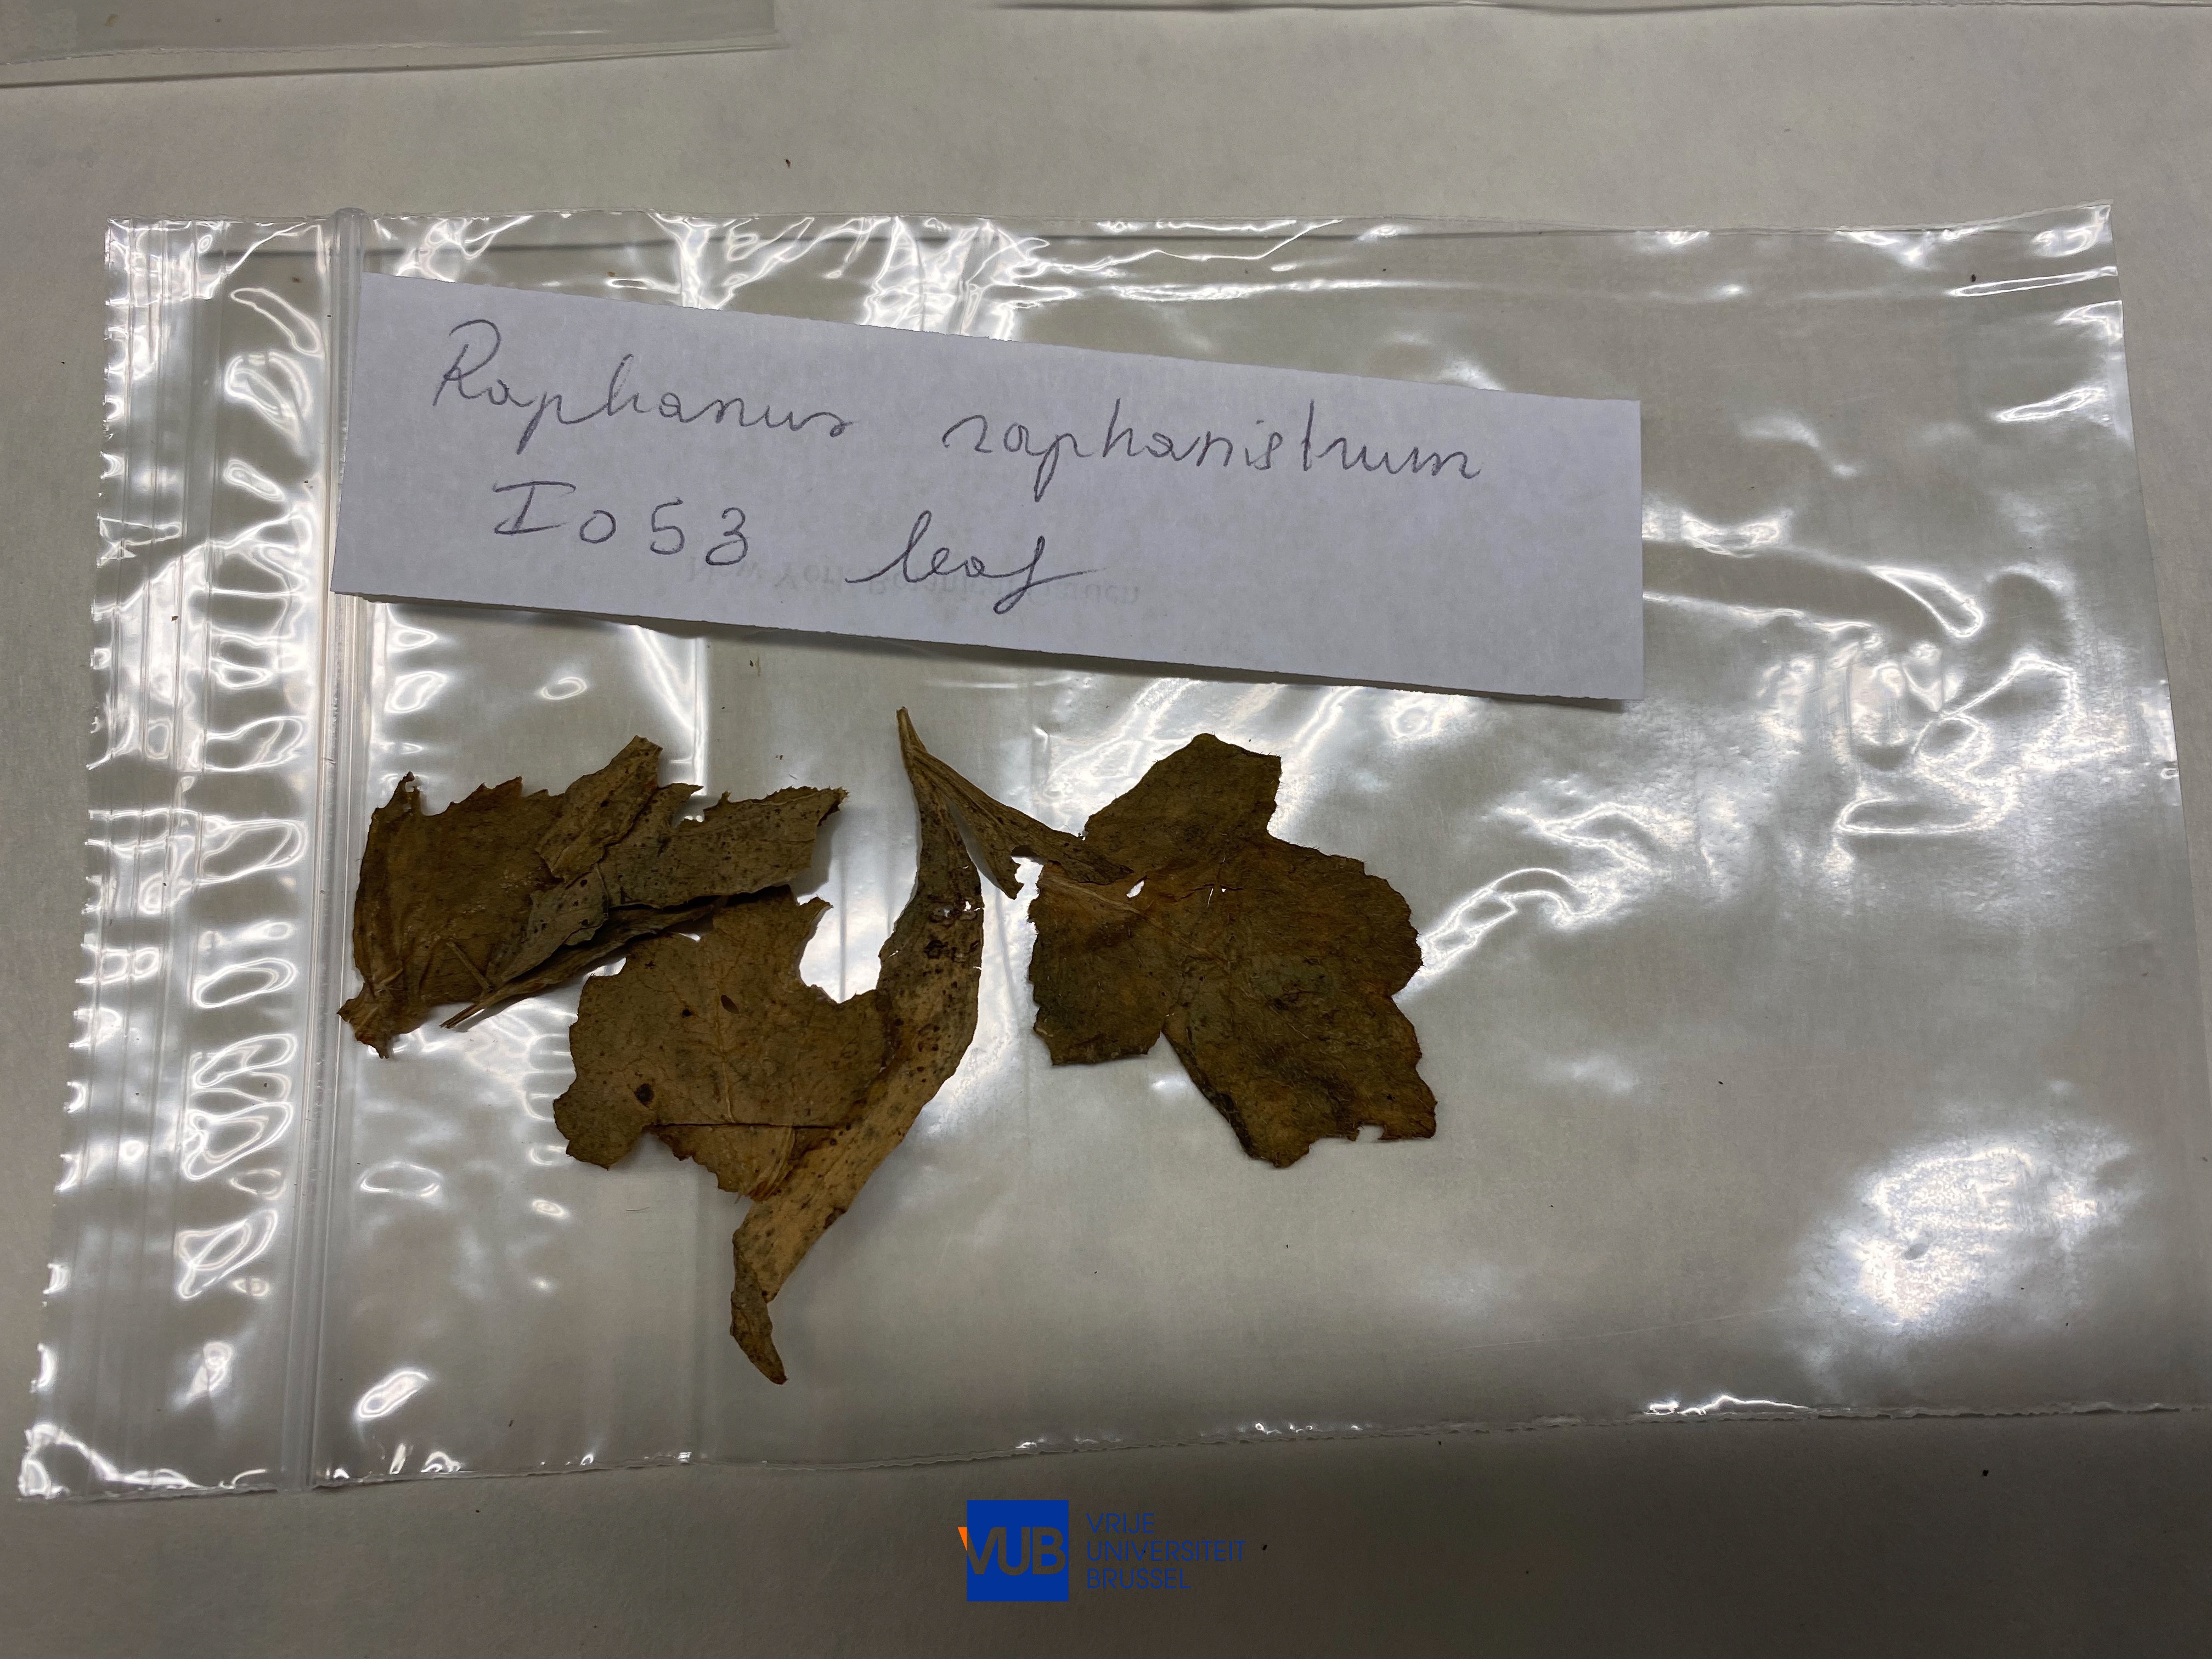 Raphanus raphanistrum
I053 leaf
VUB
VRIJE
UNIVERSITEIT
BRUSSEL